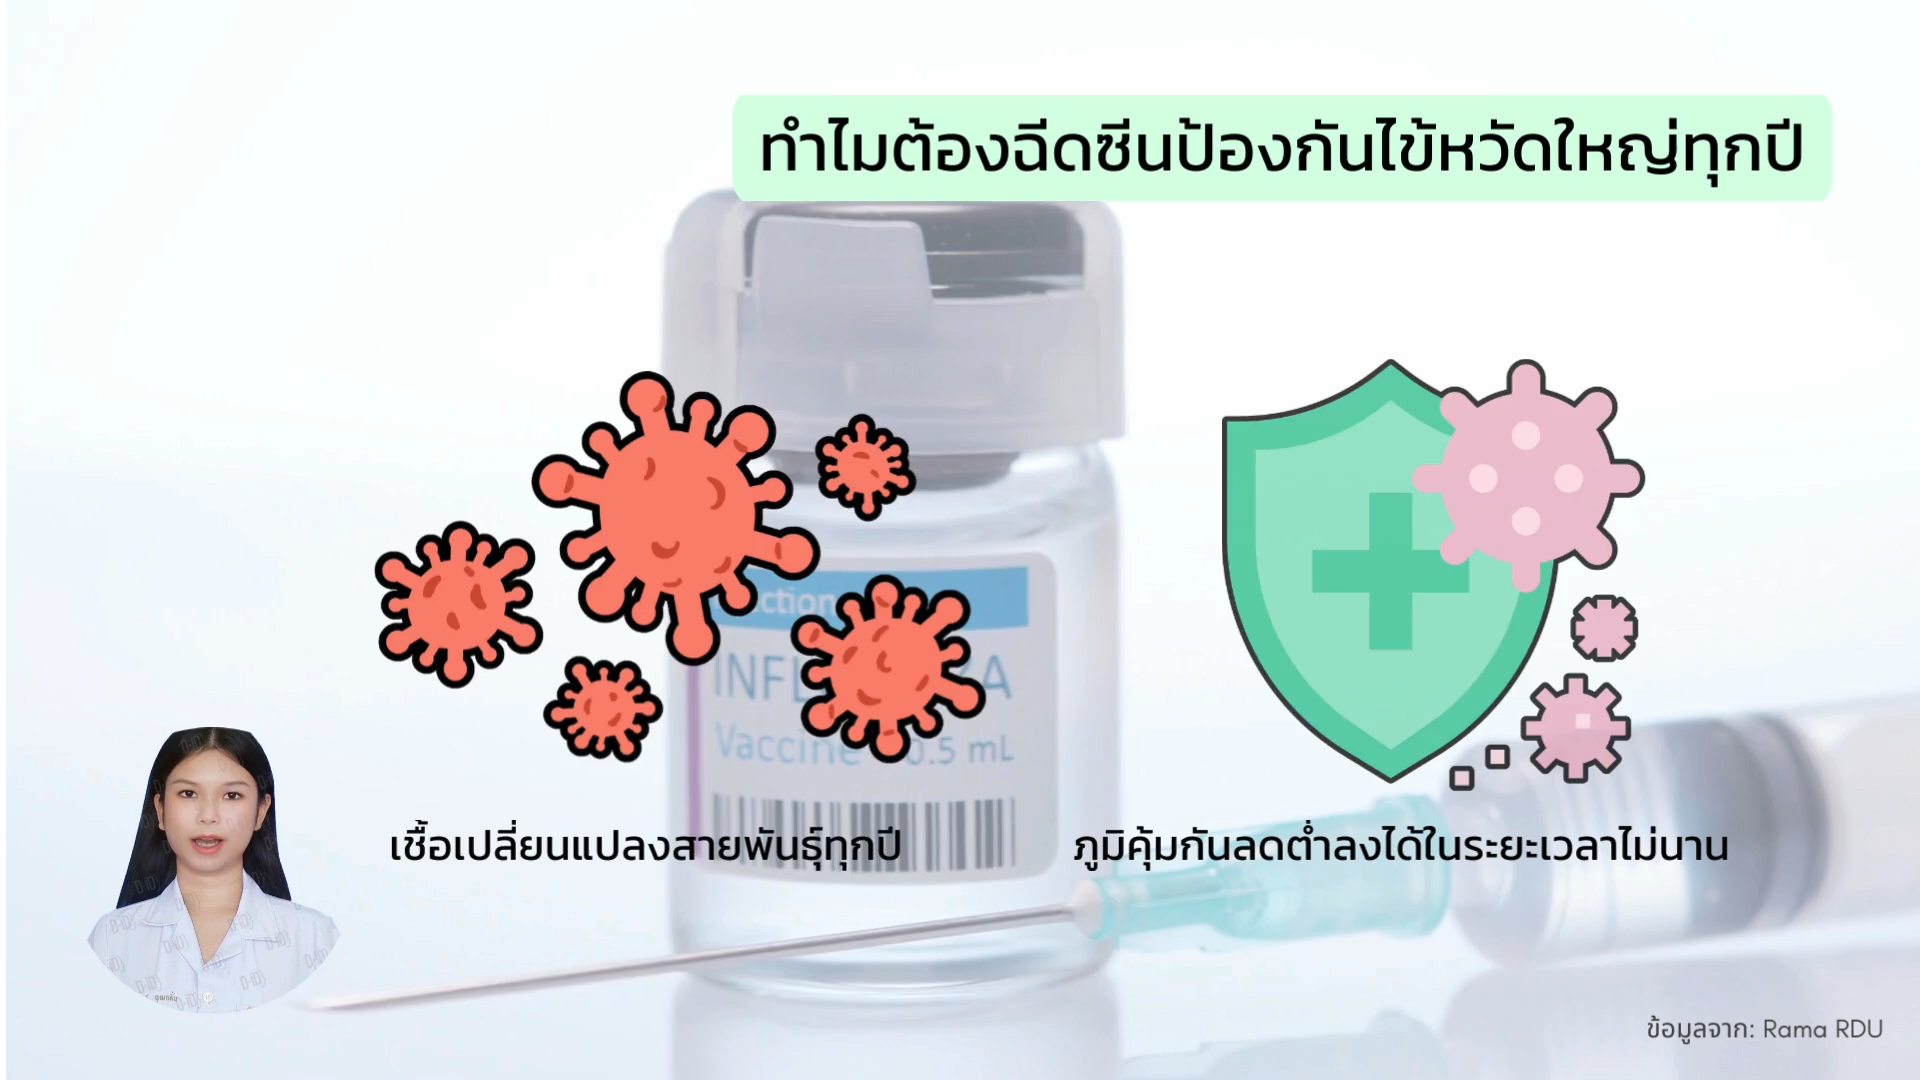 ทำไมต้องฉีดซีนป้องกันไข้หวัดใหญ่ทุกปี
Vaccine 0.5 mL
เชื้อเปลี่ยนแปลงสายพันธุ์ทุกปี
ภูมิคุ้มกันลดต่ำลงได้ในระยะเวลาไม่นาน
ข้อมูลจาก: Rama RDU